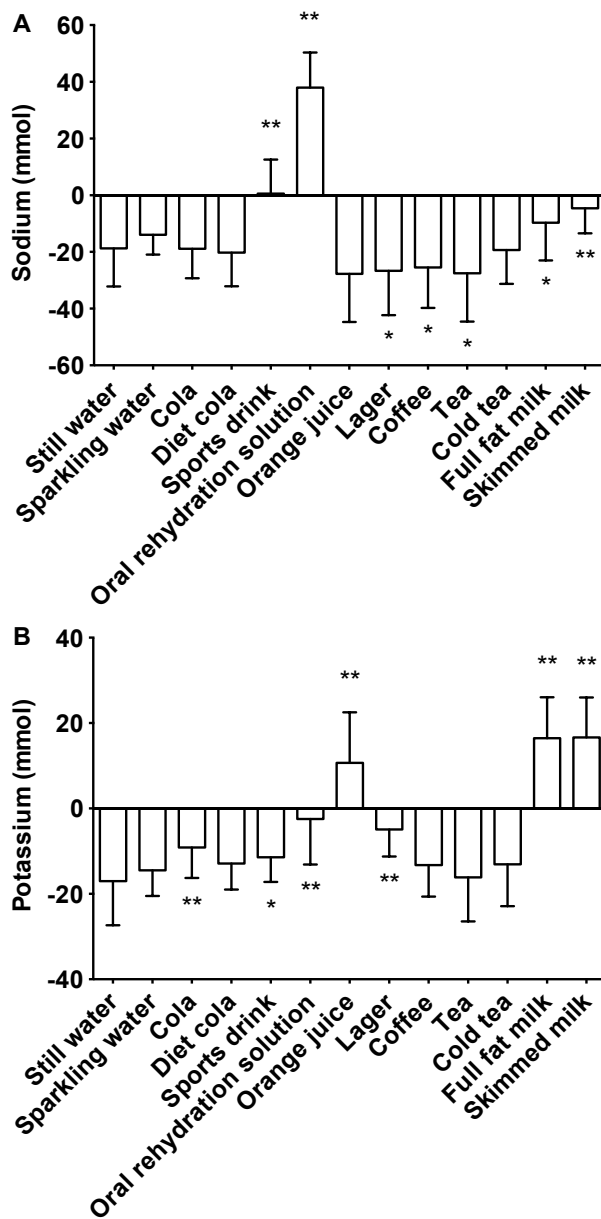 A
Sodium (mmol)
60
40
20
0
-20
-40
-60
**
**
*
*
*
*
**
Still water
Sparkling water
Cola
Diet cola
Sports drink
Oral rehydration solution
Orange juice
Lager
Coffee
Tea
Cold tea
Full fat milk
Skimmed milk
B
Potassium (mmol)
40
20
0
-20
-40
**
*
**
**
**
**
**
Still water
Sparkling water
Cola
Diet cola
Sports drink
Oral rehydration solution
Orange juice
Lager
Coffee
Tea
Cold tea
Full fat milk
Skimmed milk